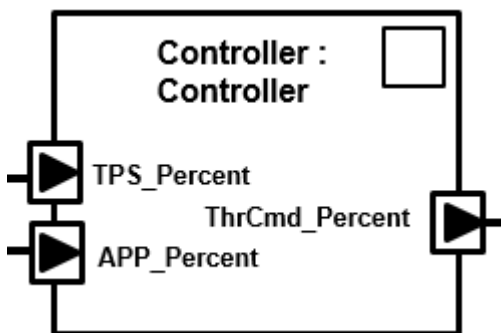 Controller :
Controller
TPS_Percent
ThrCmd_Percent
APP_Percent